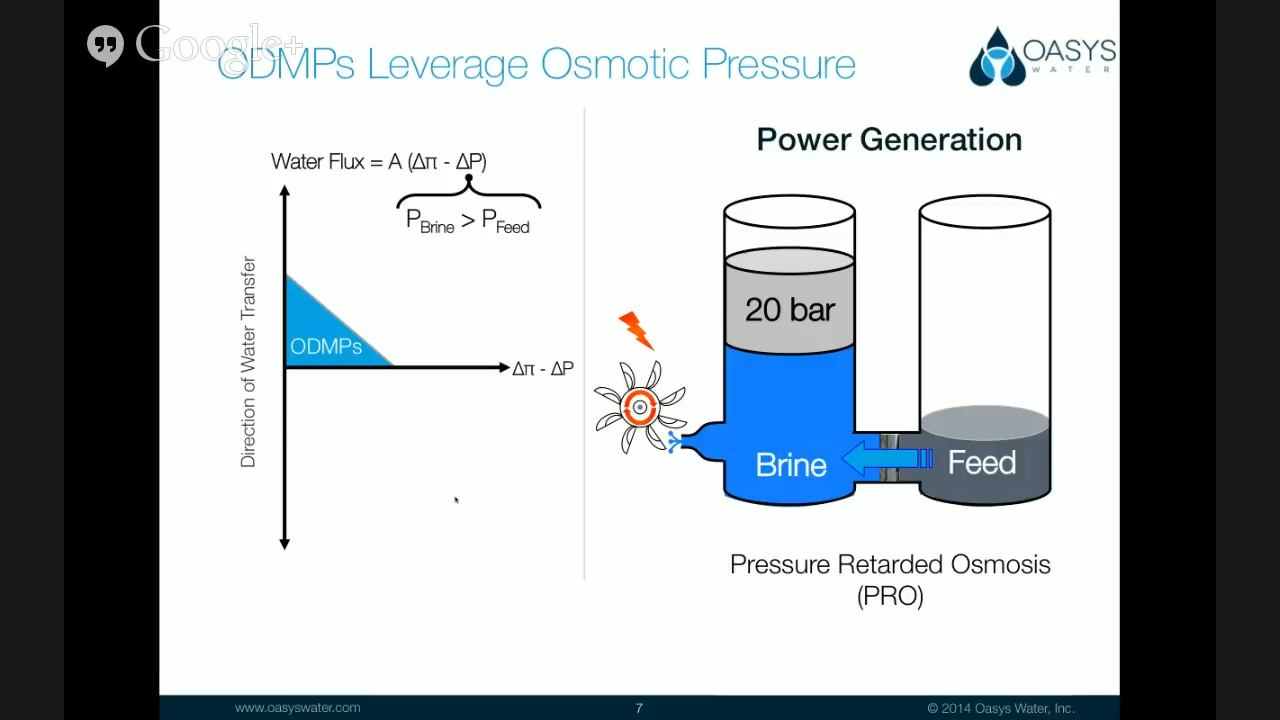 Google+
ODMPs Leverage Osmotic Pressure
OASYS
WATER
Water Flux = A (Δπ - ΔP)
P Brine > P Feed
Direction of Water Transfer
ODMPs
Δπ - ΔP
Power Generation
20 bar
Brine
Feed
Pressure Retarded Osmosis
(PRO)
www.oasyswater.com
7
© 2014 Oasys Water, Inc.